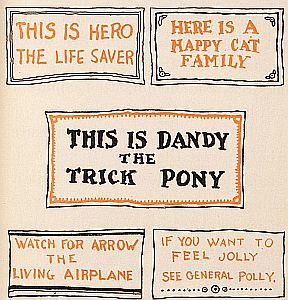 THIS IS HERO
THE LIFE SAVER
HERE IS A
HAPPY CAT
FAMILY
THIS IS DANDY
THE
TRICK PONY
WATCH FOR ARROW
THE
LIVING AIRPLANE
IF YOU WANT TO
FEEL JOLLY
SEE GENERAL POLLY.